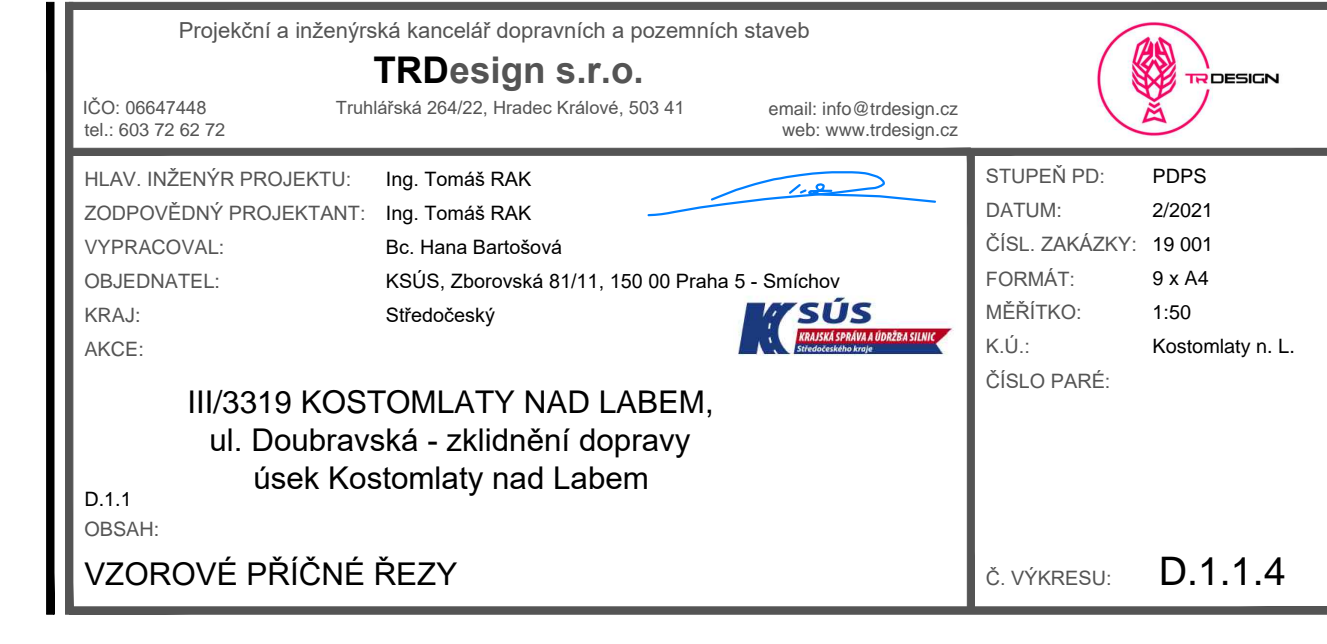 Projekční a inženýrská kancelář dopravních a pozemních staveb
TRDesign s.r.o.
IČO: 06647448
tel.: 603 72 62 72
Truhlářská 264/22, Hradec Králové, 503 41
email: info@trdesign.cz
web: www.trdesign.cz
TRDESIGN
HLAV. INŽENÝR PROJEKTU: Ing. Tomáš RAK
ZODPOVĚDNÝ PROJEKTANT: Ing. Tomáš RAK
VYPRACOVAL: Bc. Hana Bartošová
OBJEDNATEL: KSÚS, Zborovská 81/11, 150 00 Praha 5 - Smíchov
KRAJ: Středočeský
KSÚS
KRAJSKÁ SPRÁVA A ÚDRŽBA SILNIC
Středočeského kraje
AKCE:
III/3319 KOSTOMLATY NAD LABEM,
ul. Doubravská - zklidnění dopravy
úsek Kostomlaty nad Labem
D.1.1
OBSAH:
VZOROVÉ PŘÍČNÉ ŘEZY
STUPEŇ PD: PDPS
DATUM: 2/2021
ČÍSL. ZAKÁZKY: 19 001
FORMÁT: 9 x A4
MĚŘÍTKO: 1:50
K.Ú.: Kostomlaty n. L.
ČÍSLO PARÉ:
Č. VÝKRESU: D.1.1.4